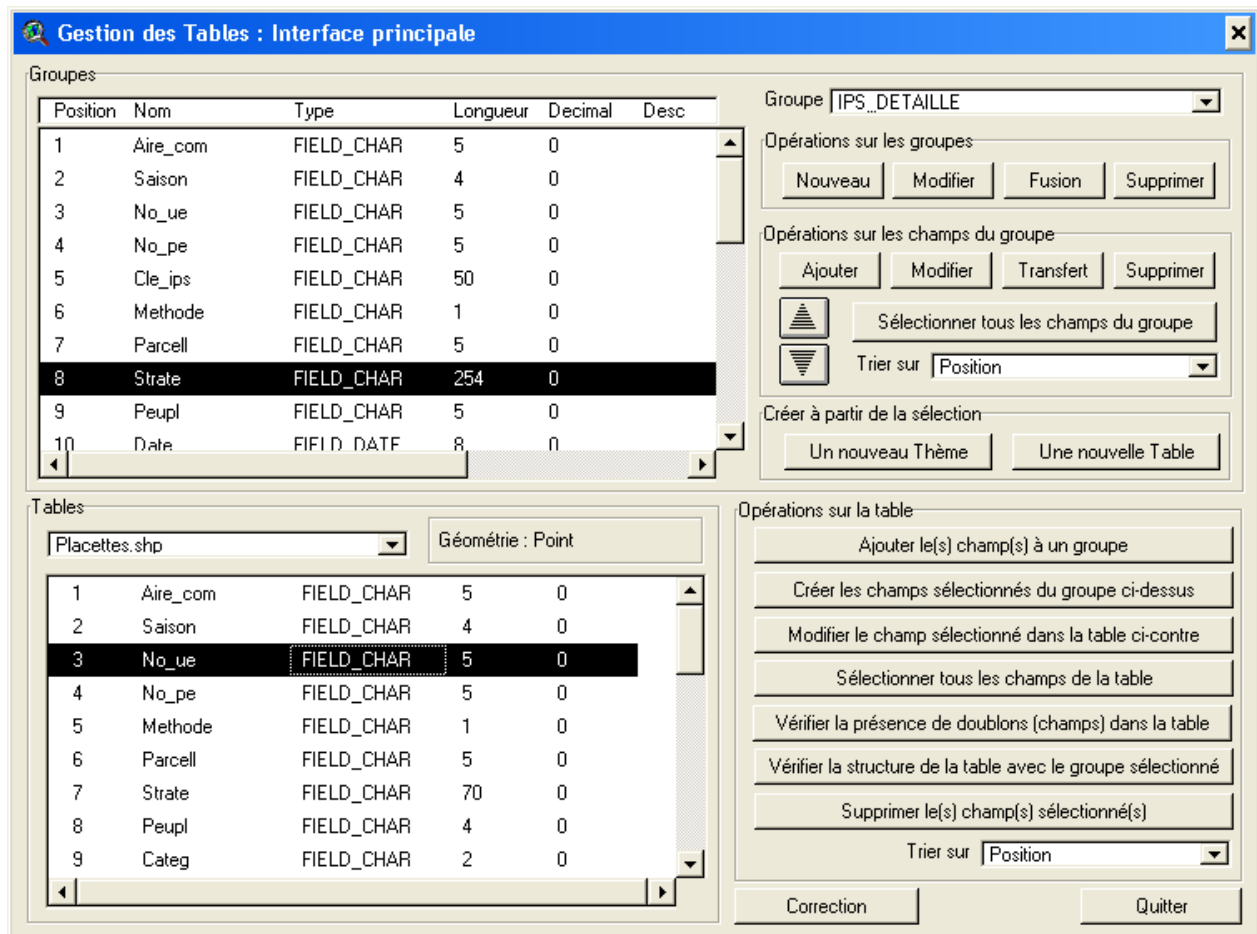 Gestion des Tables : Interface principale
Groupes
Position Nom Type Longueur Decimal Desc
1 Aire_com FIELD_CHAR 5 0
2 Saison FIELD_CHAR 4 0
3 No_ue FIELD_CHAR 5 0
4 No_pe FIELD_CHAR 5 0
5 Cle_ips FIELD_CHAR 50 0
6 Methode FIELD_CHAR 1 0
7 Parcell FIELD_CHAR 5 0
8 Strate FIELD_CHAR 254 0
9 Peupl FIELD_CHAR 5 0
10 Date FIELD_DATE 8 0
Groupe IPS_DETAILLE
Opérations sur les groupes
Nouveau Modifier Fusion Supprimer
Opérations sur les champs du groupe
Ajouter Modifier Transfert Supprimer
Sélectionner tous les champs du groupe
Trier sur Position
Créer à partir de la sélection
Un nouveau Thème Une nouvelle Table
Tables
Placettes.shp
Géométrie : Point
1 Aire_com FIELD_CHAR 5 0
2 Saison FIELD_CHAR 4 0
3 No_ue FIELD_CHAR 5 0
4 No_pe FIELD_CHAR 5 0
5 Methode FIELD_CHAR 1 0
6 Parcell FIELD_CHAR 5 0
7 Strate FIELD_CHAR 70 0
8 Peupl FIELD_CHAR 4 0
9 Categ FIELD_CHAR 2 0
Opérations sur la table
Ajouter le(s) champ(s) à un groupe
Créer les champs sélectionnés du groupe ci-dessus
Modifier le champ sélectionné dans la table ci-contre
Sélectionner tous les champs de la table
Vérifier la présence de doublons (champs) dans la table
Vérifier la structure de la table avec le groupe sélectionné
Supprimer le(s) champ(s) sélectionné(s)
Trier sur Position
Correction Quitter